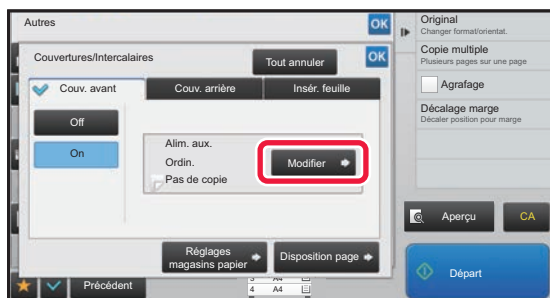 Autres
OK
Couvertures/Intercalaires
Tout annuler
OK
Couv. avant
Couv. arrière
Insér. feuille
Off
On
Alim. aux.
Ordin.
Pas de copie
Modifier
Réglages
magasins papier
Disposition page
Précédent
4 A4
Original
Changer format/orientat.
Copie multiple
Plusieurs pages sur une page
Agrafage
Décalage marge
Décaler position pour marge
Aperçu
CA
Départ